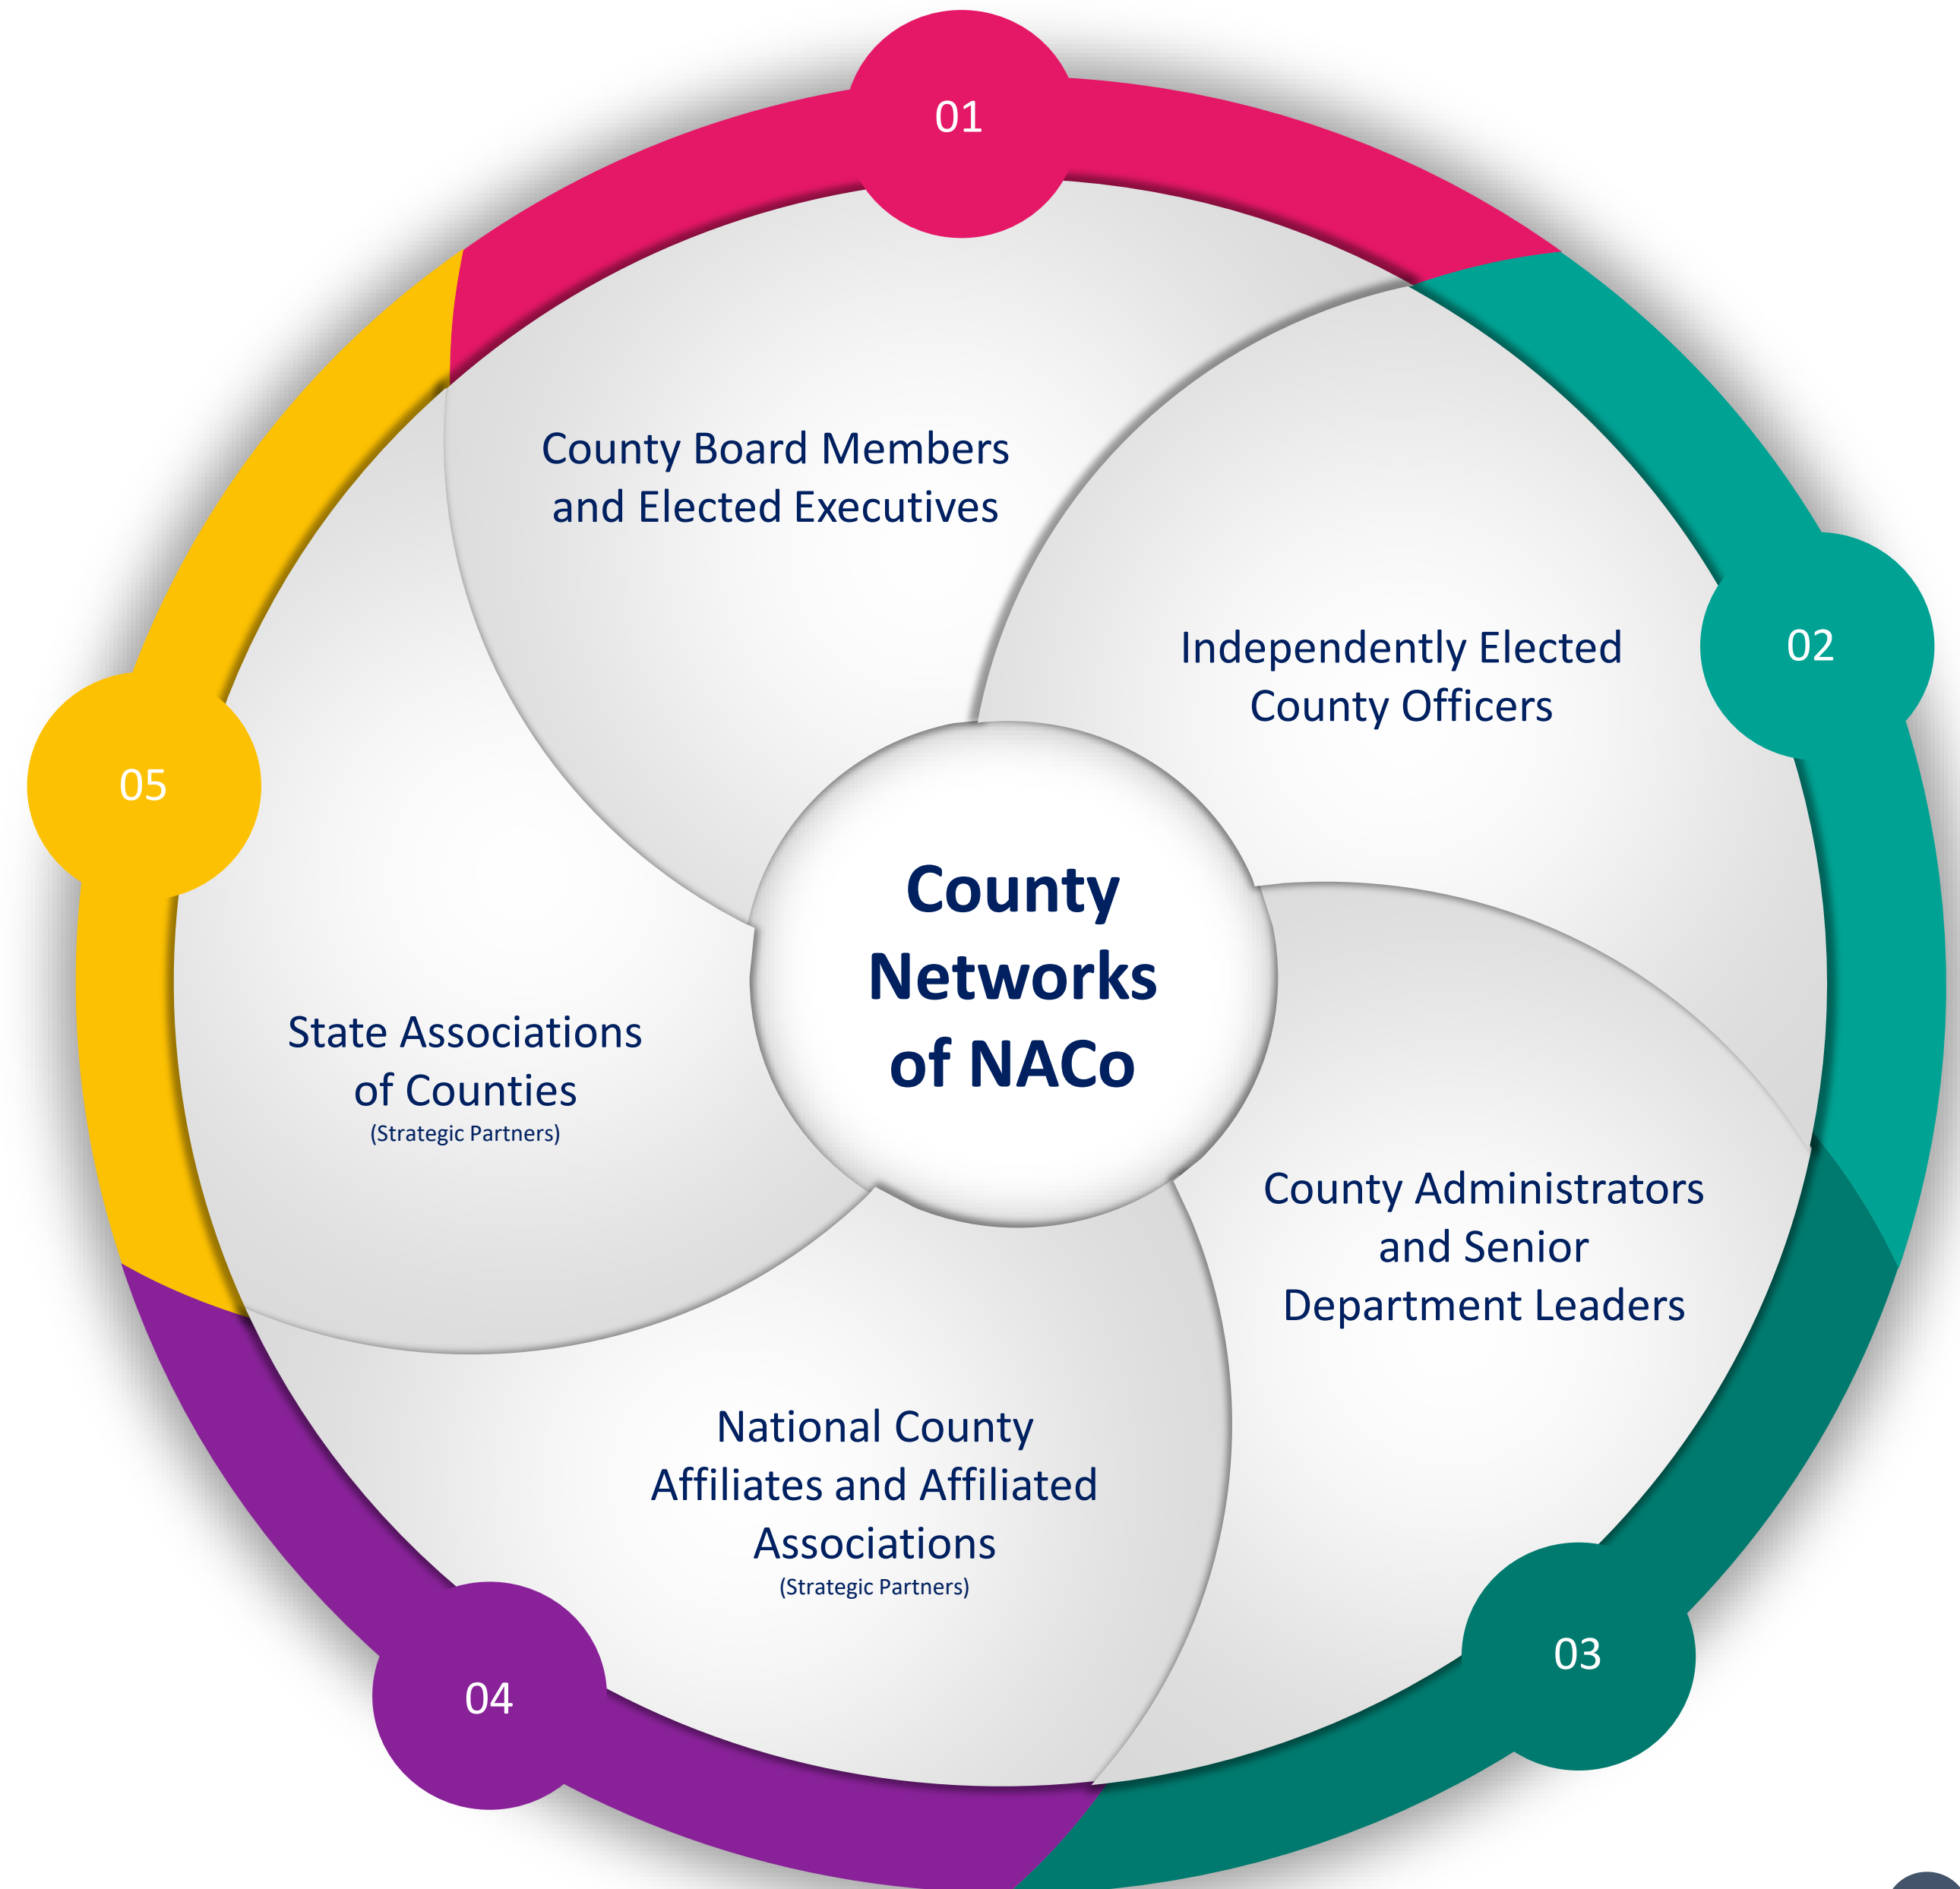 01
County Board Members
and Elected Executives
02
Independently Elected
County Officers
County
Networks
of NACo
05
State Associations
of Counties
(Strategic Partners)
County Administrators
and Senior
Department Leaders
03
National County
Affiliates and Affiliated
Associations
(Strategic Partners)
04